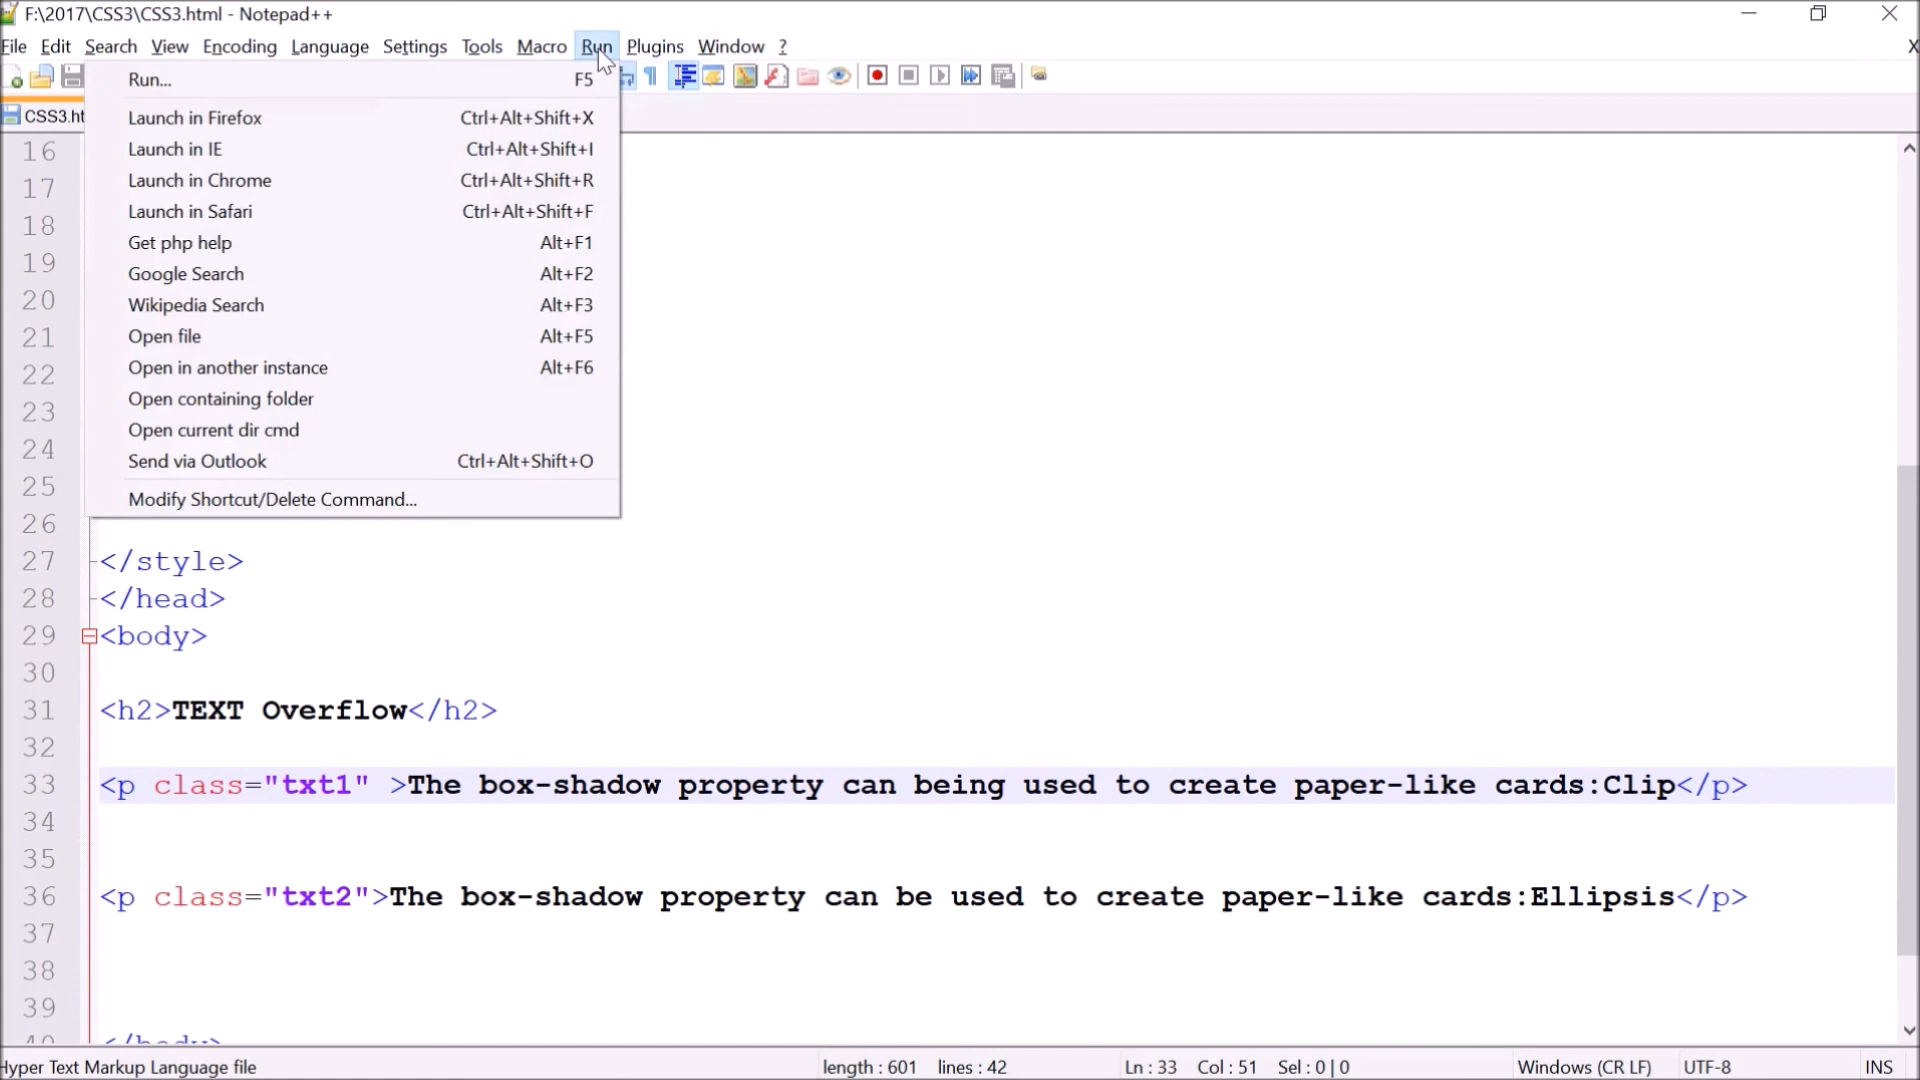 F:\2017\CSS3\CSS3.html - Notepad++
File Edit Search View Encoding Language Settings Tools Macro Run Plugins Window ? X
Run... F5
CSS3.ht
Launch in Firefox Ctrl+Alt+Shift+X
Launch in IE Ctrl+Alt+Shift+I
Launch in Chrome Ctrl+Alt+Shift+R
Launch in Safari Ctrl+Alt+Shift+F
Get php help Alt+F1
Google Search Alt+F2
Wikipedia Search Alt+F3
Open file Alt+F5
Open in another instance Alt+F6
Open containing folder
Open current dir cmd
Send via Outlook Ctrl+Alt+Shift+O
Modify Shortcut/Delete Command...
16
17
18
19
20
21
22
23
24
25
26
27 </style>
28 </head>
29 <body>
30
31 <h2>TEXT Overflow</h2>
32
33 <p class="txt1" >The box-shadow property can being used to create paper-like cards:Clip</p>
34
35
36 <p class="txt2">The box-shadow property can be used to create paper-like cards:Ellipsis</p>
37
38
39
40 </body>
Hyper Text Markup Language file length : 601 lines : 42 Ln : 33 Col : 51 Sel : 0 | 0 Windows (CR LF) UTF-8 INS